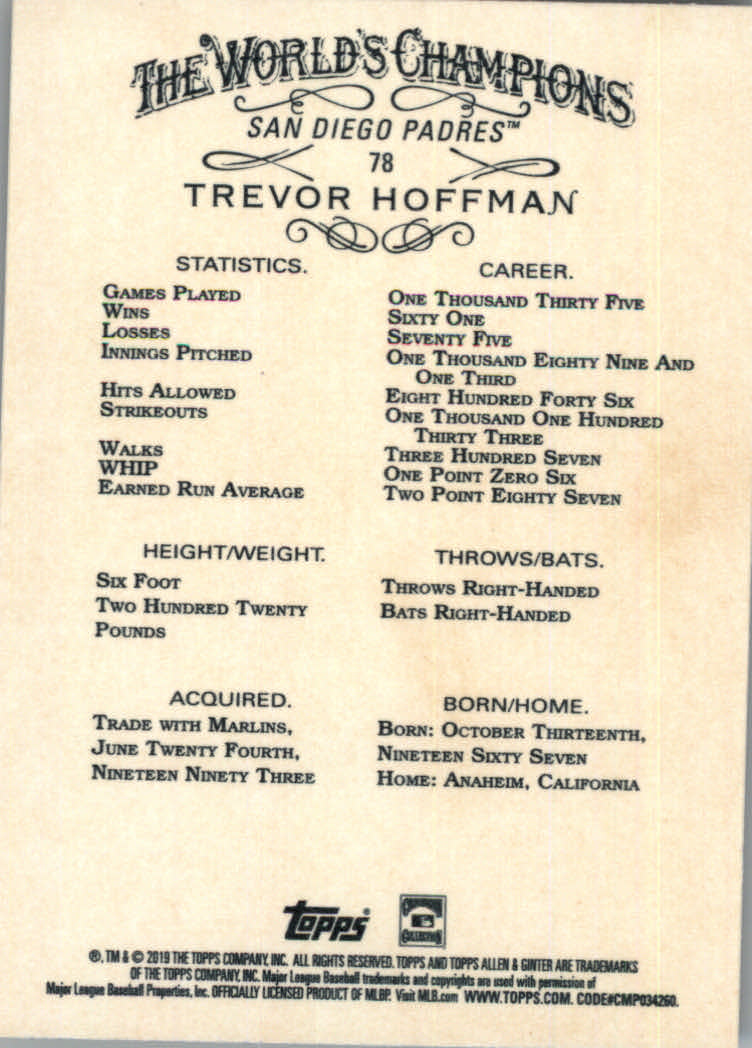 THE WORLD'S CHAMPIONS
SAN DIEGO PADRES™
78
TREVOR HOFFMAN
STATISTICS.
GAMES PLAYED
WINS
LOSSES
INNINGS PITCHED
HITS ALLOWED
STRIKEOUTS
WALKS
WHIP
EARNED RUN AVERAGE
CAREER.
ONE THOUSAND THIRTY FIVE
SIXTY ONE
SEVENTY FIVE
ONE THOUSAND EIGHTY NINE AND
ONE THIRD
EIGHT HUNDRED FORTY SIX
ONE THOUSAND ONE HUNDRED
THIRTY THREE
THREE HUNDRED SEVEN
ONE POINT ZERO SIX
TWO POINT EIGHTY SEVEN
HEIGHT/WEIGHT.
SIX FOOT
TWO HUNDRED TWENTY
POUNDS
THROWS/BATS.
THROWS RIGHT-HANDED
BATS RIGHT-HANDED
ACQUIRED.
TRADE WITH MARLINS,
JUNE TWENTY FOURTH,
NINETEEN NINETY THREE
BORN/HOME.
BORN: OCTOBER THIRTEENTH,
NINETEEN SIXTY SEVEN
HOME: ANAHEIM, CALIFORNIA
Topps®
COOPERSTOWN
COLLECTION
®, TM & © 2019 THE TOPPS COMPANY, INC. ALL RIGHTS RESERVED. TOPPS AND TOPPS ALLEN & GINTER ARE TRADEMARKS
OF THE TOPPS COMPANY, INC. Major League Baseball trademarks and copyrights are used with permission of
Major League Baseball Properties, Inc. OFFICIALLY LICENSED PRODUCT OF MLBP. Visit MLB.com WWW.TOPPS.COM. CODE#CMP034260.